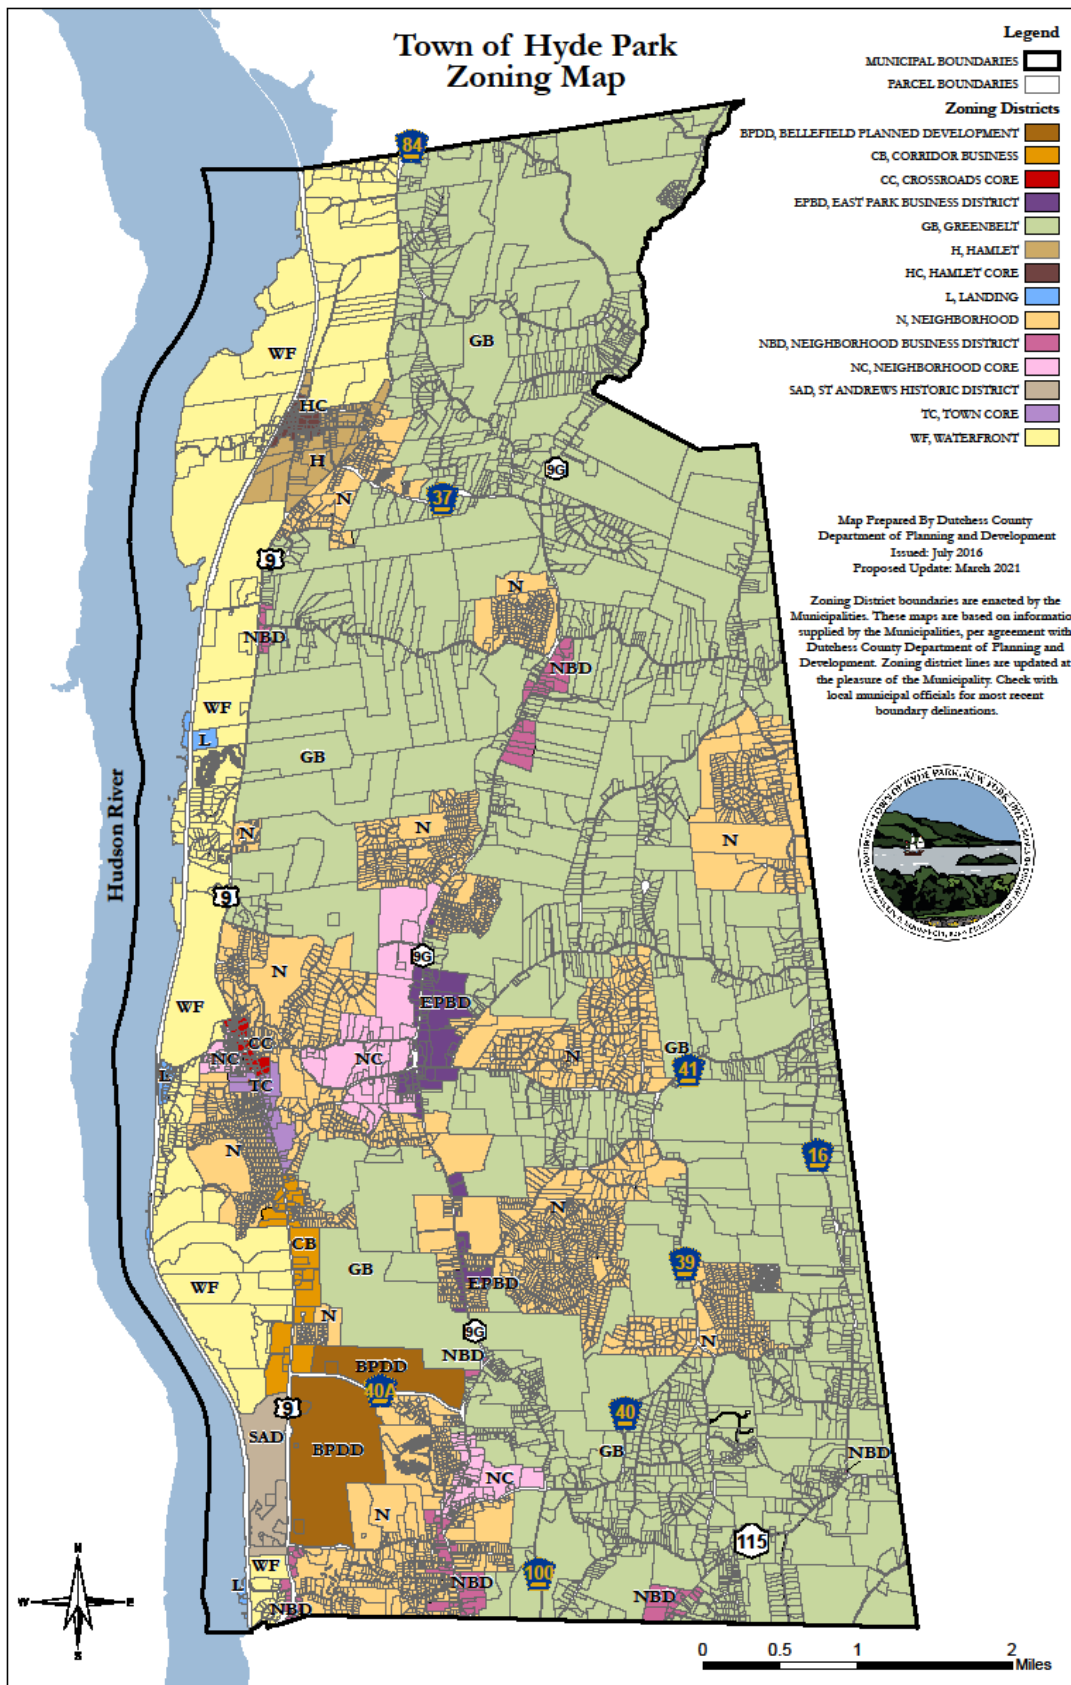 Town of Hyde Park
Zoning Map
Legend
MUNICIPAL BOUNDARIES
PARCEL BOUNDARIES
Zoning Districts
BPDD, BELLEFIELD PLANNED DEVELOPMENT
CB, CORRIDOR BUSINESS
CC, CROSSROADS CORE
EPBD, EAST PARK BUSINESS DISTRICT
GB, GREENBELT
H, HAMLET
HC, HAMLET CORE
L, LANDING
N, NEIGHBORHOOD
NBD, NEIGHBORHOOD BUSINESS DISTRICT
NC, NEIGHBORHOOD CORE
SAD, ST ANDREWS HISTORIC DISTRICT
TC, TOWN CORE
WF, WATERFRONT
Map Prepared By Dutchess County
Department of Planning and Development
Issued: July 2016
Proposed Update: March 2021
Zoning District boundaries are enacted by the
Municipalities. These maps are based on informatio
supplied by the Municipalities, per agreement with
Dutchess County Department of Planning and
Development. Zoning district lines are updated at
the pleasure of the Municipality. Check with
local municipal officials for most recent
boundary delineations.
TOWN OF HYDE PARK, NEW YORK
84
GB
WF
HC
H
9G
37
N
9
N
NBD
NBD
WF
L
GB
Hudson River
N
N
N
9
9G
N
WF
EPBD
CC
NC
NC
N
GB
41
L
TC
N
16
N
CB
GB
39
WF
EPBD
N
9G
N
NBD
BPDD
40A
9
40
SAD
BPDD
GB
NBD
NC
N
115
WF
100
L
NBD
NBD
NBD
N
W
E
S
0
0.5
1
2
Miles